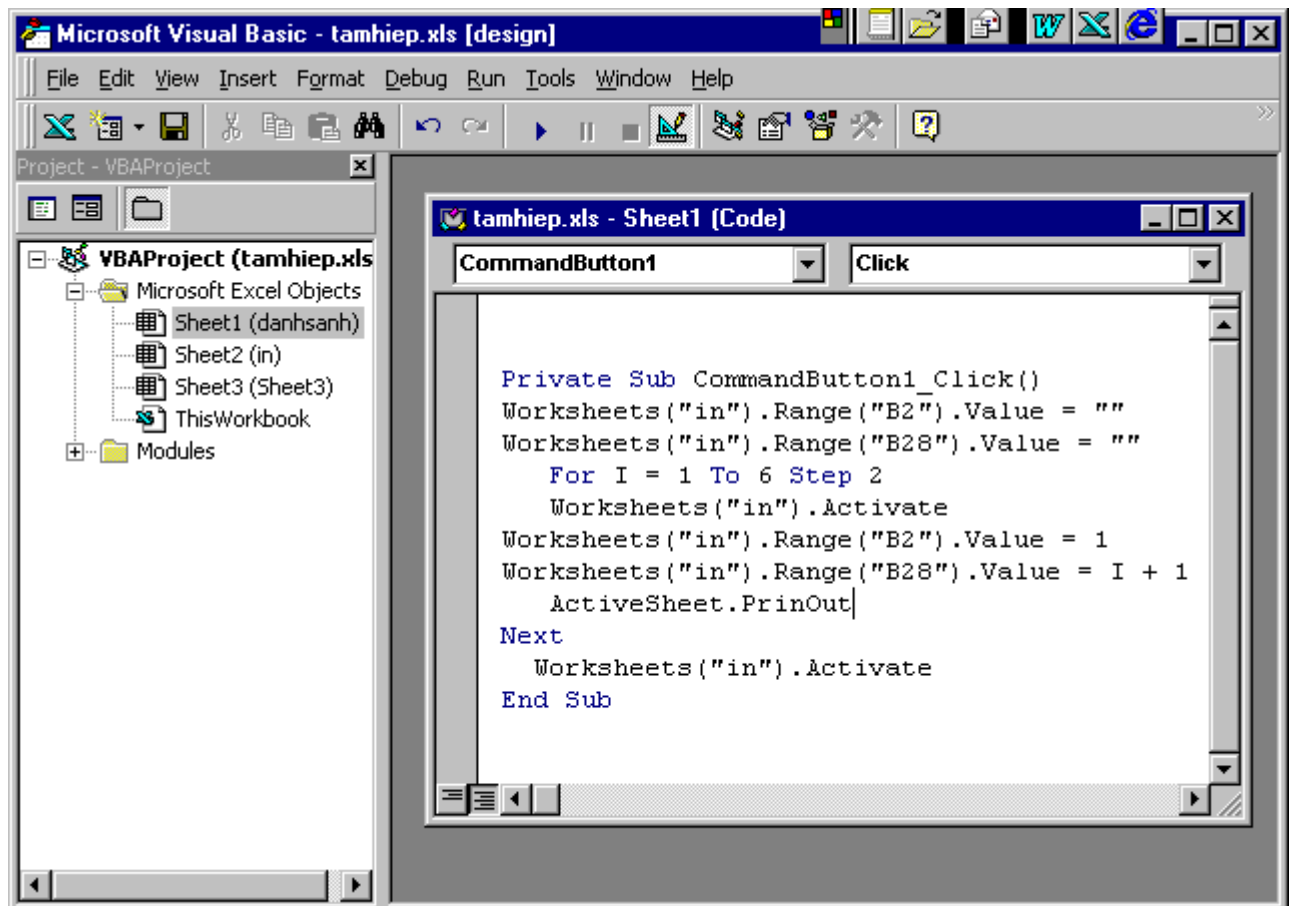 Microsoft Visual Basic - tamhiep.xls [design]
File Edit View Insert Format Debug Run Tools Window Help
Project - VBAProject
VBAProject (tamhiep.xls
Microsoft Excel Objects
Sheet1 (danhsanh)
Sheet2 (in)
Sheet3 (Sheet3)
ThisWorkbook
Modules
tamhiep.xls - Sheet1 (Code)
CommandButton1 Click
Private Sub CommandButton1_Click()
Worksheets("in").Range("B2").Value = ""
Worksheets("in").Range("B28").Value = ""
For I = 1 To 6 Step 2
Worksheets("in").Activate
Worksheets("in").Range("B2").Value = 1
Worksheets("in").Range("B28").Value = I + 1
ActiveSheet.PrinOut
Next
Worksheets("in").Activate
End Sub